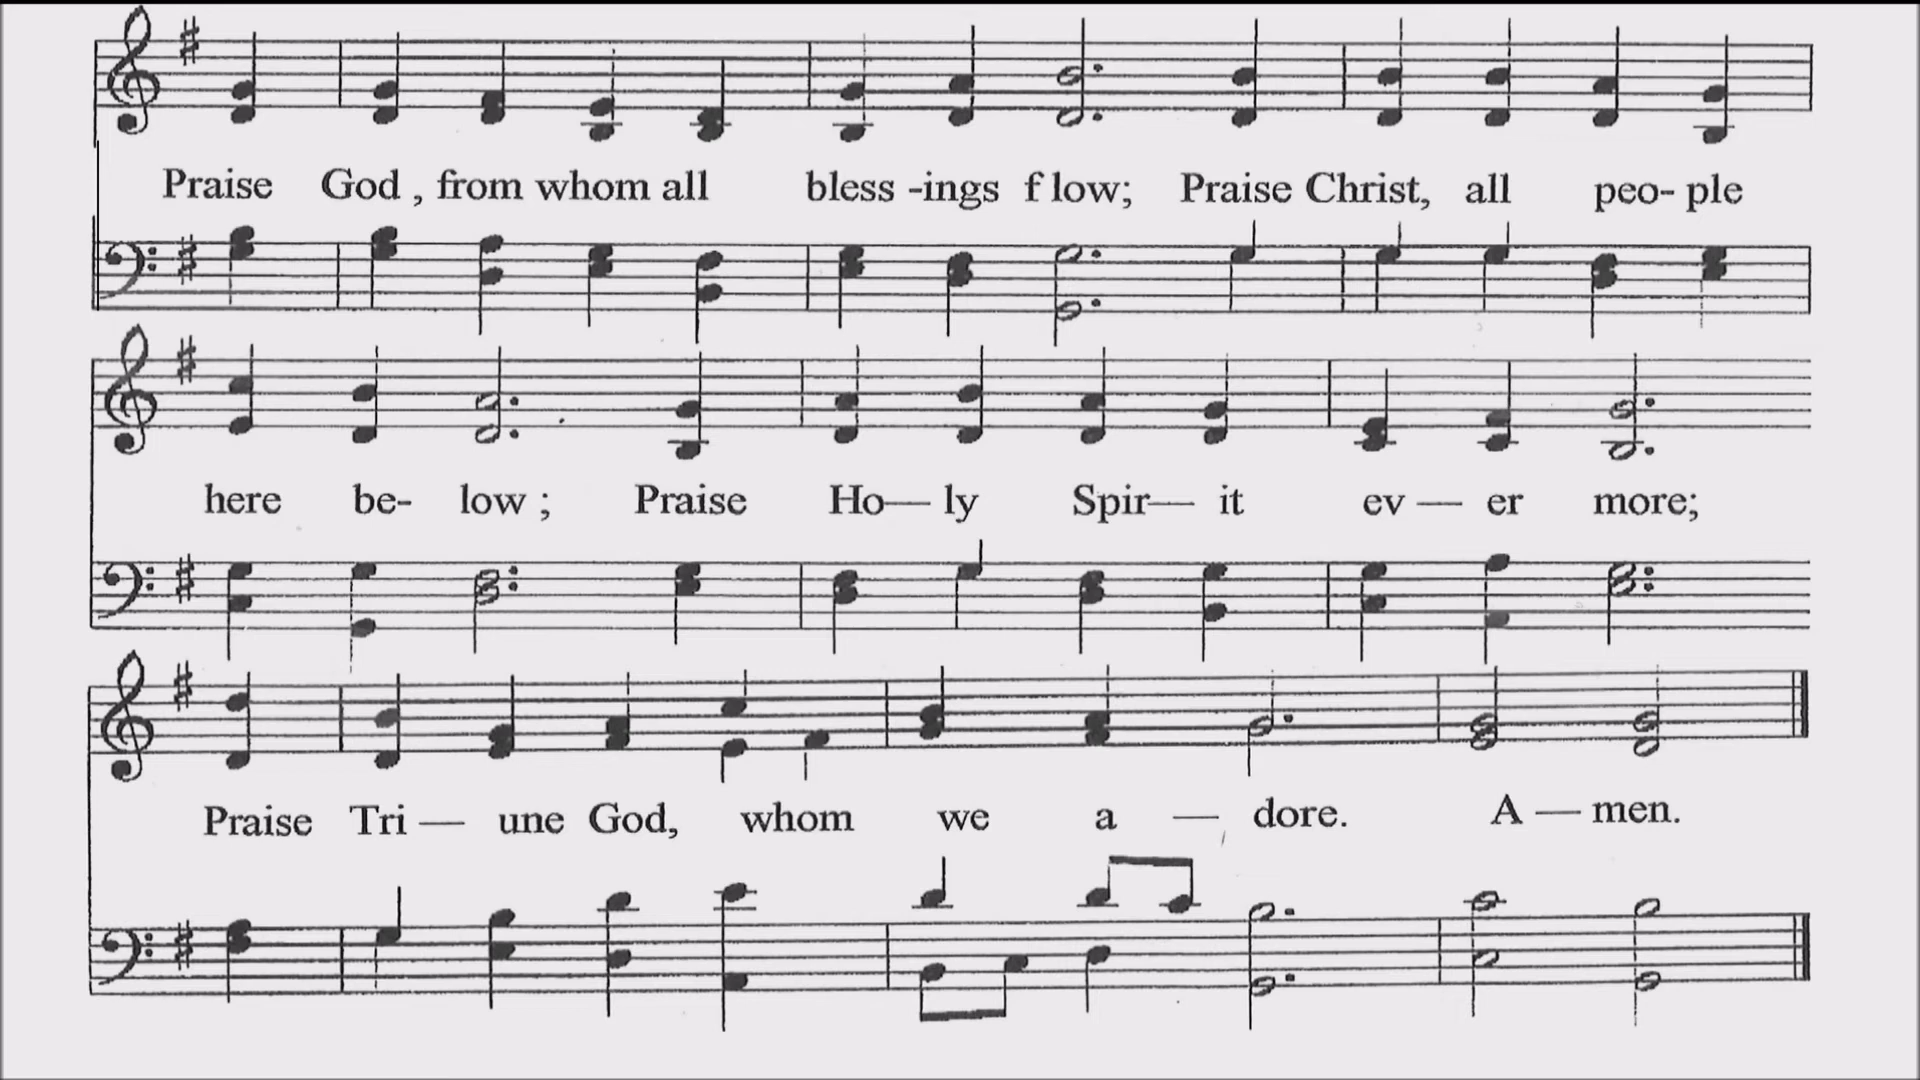 Praise God , from whom all bless -ings f low; Praise Christ, all peo- ple
here be- low ; Praise Ho— ly Spir— it ev — er more;
Praise Tri — une God, whom we a — dore. A — men.